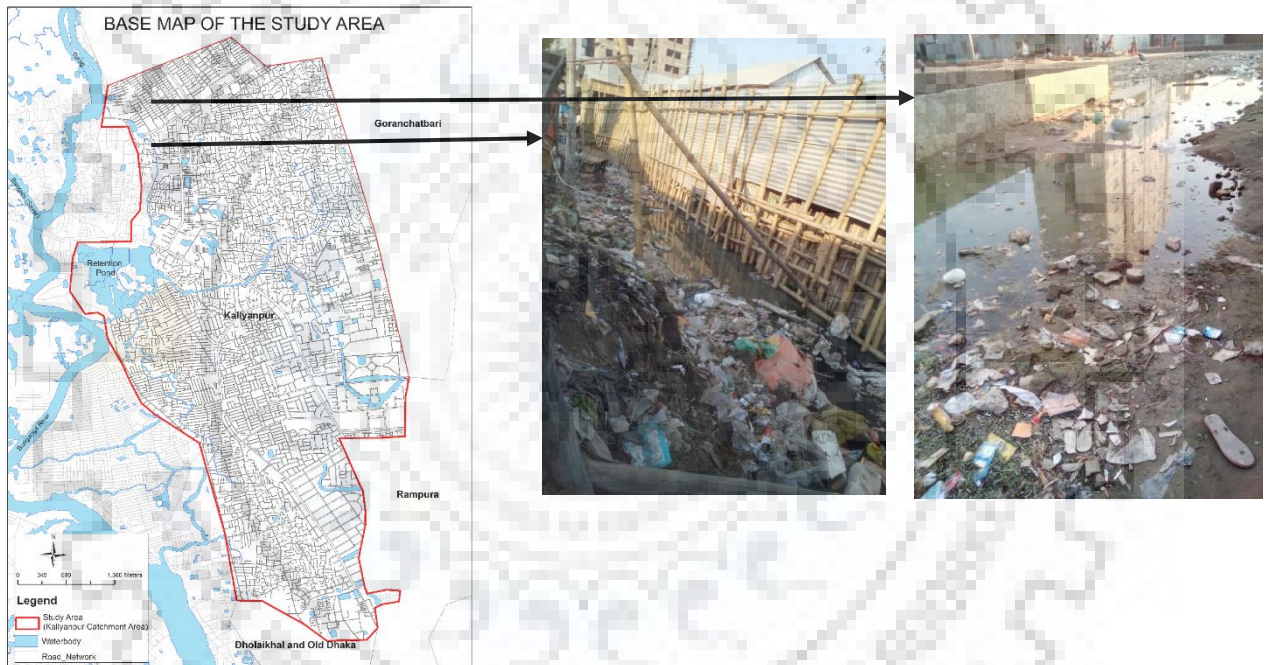 BASE MAP OF THE STUDY AREA
Turag
Goranchatbari
Retention
Pond
Kallyanpur
Rampura
N
0 345 690 1,380 Meters
Legend
Study Area
(Kallyanpur Catchment Area)
Waterbody
Road_Network
Dholaikhal and Old Dhaka